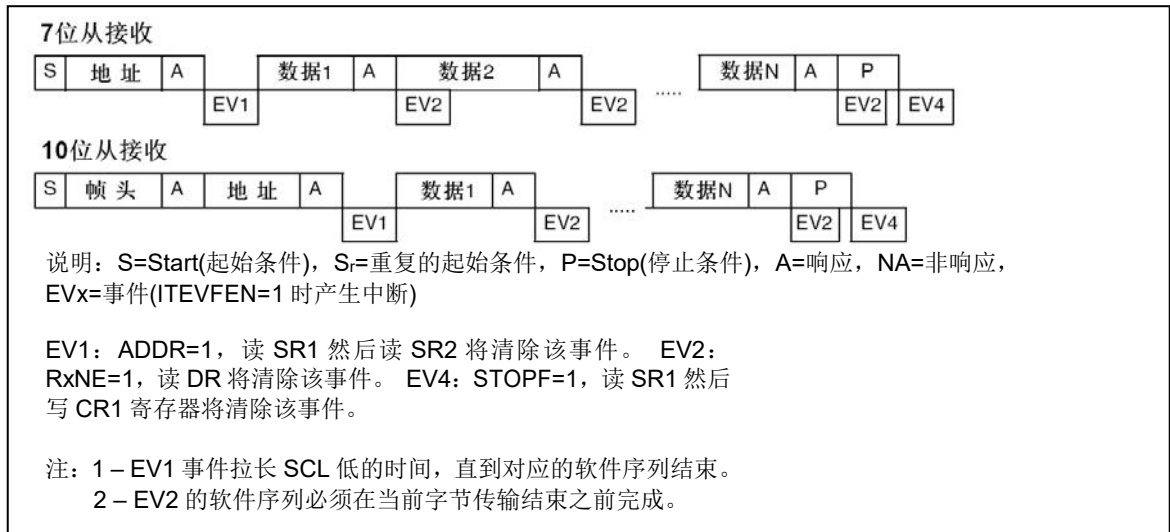 7位从接收
S 地址 A 数据1 A 数据2 A ..... 数据N A P
EV1 EV2 EV2 EV2 EV4
10位从接收
S 帧头 A 地址 A 数据1 A ..... 数据N A P
EV1 EV2 EV2 EV4
说明：S=Start(起始条件)，Sr=重复的起始条件，P=Stop(停止条件)，A=响应，NA=非响应，
EVx=事件(ITEVFEN=1 时产生中断)
EV1：ADDR=1，读 SR1 然后读 SR2 将清除该事件。 EV2：
RxNE=1，读 DR 将清除该事件。 EV4：STOPF=1，读 SR1 然后
写 CR1 寄存器将清除该事件。
注：1 – EV1 事件拉长 SCL 低的时间，直到对应的软件序列结束。
2 – EV2 的软件序列必须在当前字节传输结束之前完成。